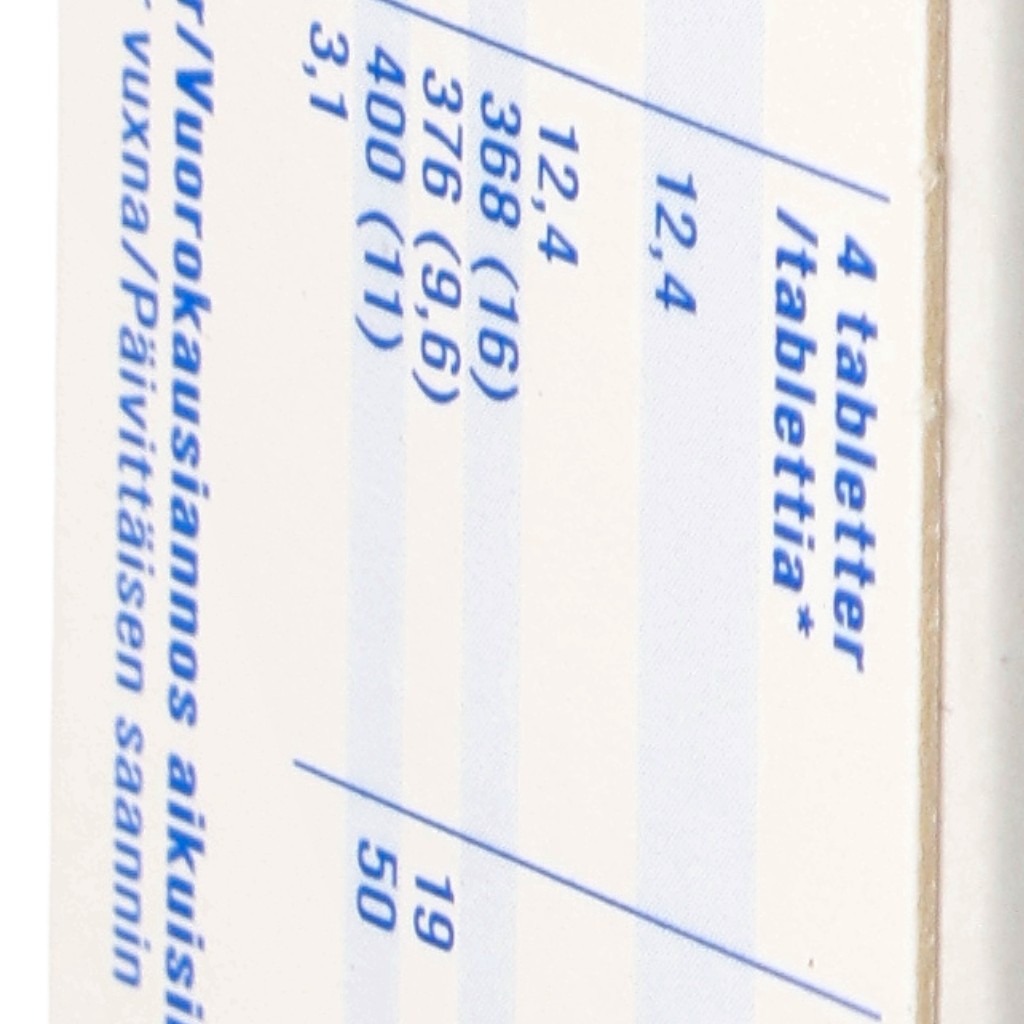 4 tabletter
/tablettia*
12,4
12,4
368 (16)
376 (9,6) 19
400 (11) 50
3,1
r/Vuorokausiannos aikuisi
vuxna/Päivittäisen saannin